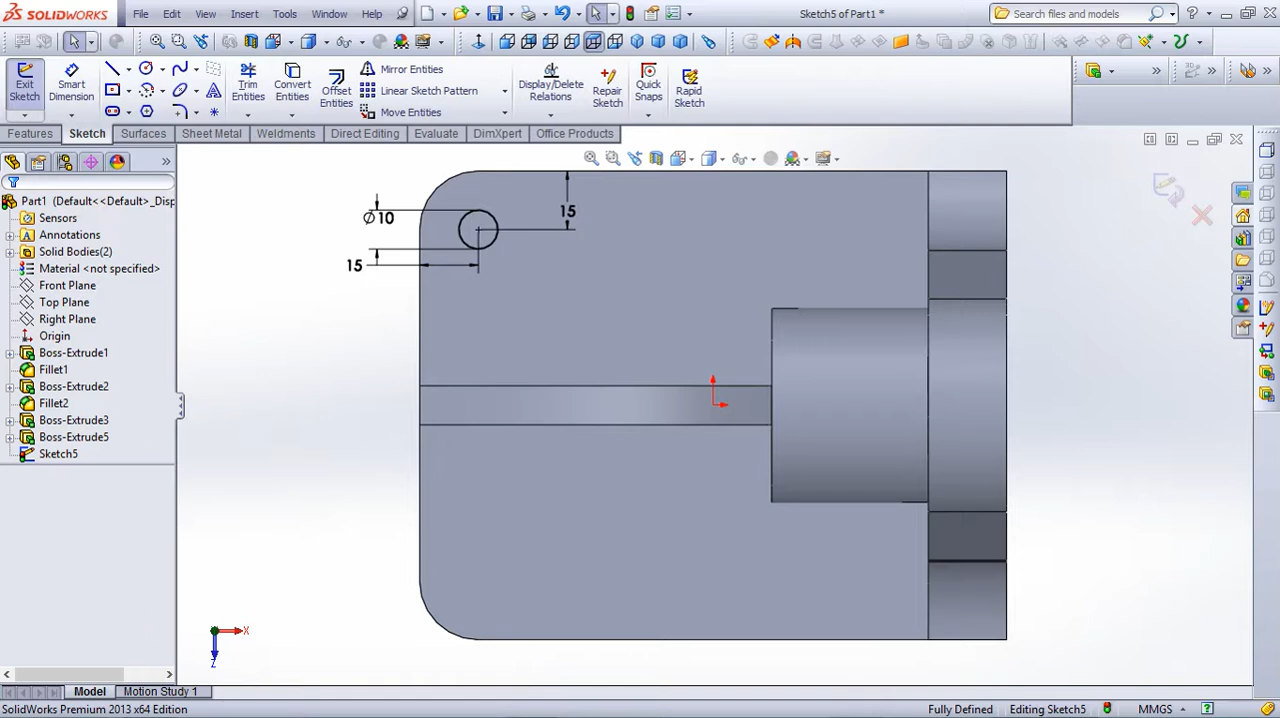 SOLIDWORKS File Edit View Insert Tools Window Help Sketch5 of Part1 * Search files and models
Exit Sketch
Smart Dimension
Trim Entities
Convert Entities
Offset Entities
Mirror Entities
Linear Sketch Pattern
Move Entities
Display/Delete Relations
Repair Sketch
Quick Snaps
Rapid Sketch
Features Sketch Surfaces Sheet Metal Weldments Direct Editing Evaluate DimXpert Office Products
Part1 (Default<<Default>_Disp
Sensors
Annotations
Solid Bodies(2)
Material <not specified>
Front Plane
Top Plane
Right Plane
Origin
Boss-Extrude1
Fillet1
Boss-Extrude2
Fillet2
Boss-Extrude3
Boss-Extrude5
Sketch5
Ø10
15
15
X
Z
Model Motion Study 1
SolidWorks Premium 2013 x64 Edition Fully Defined Editing Sketch5 MMGS